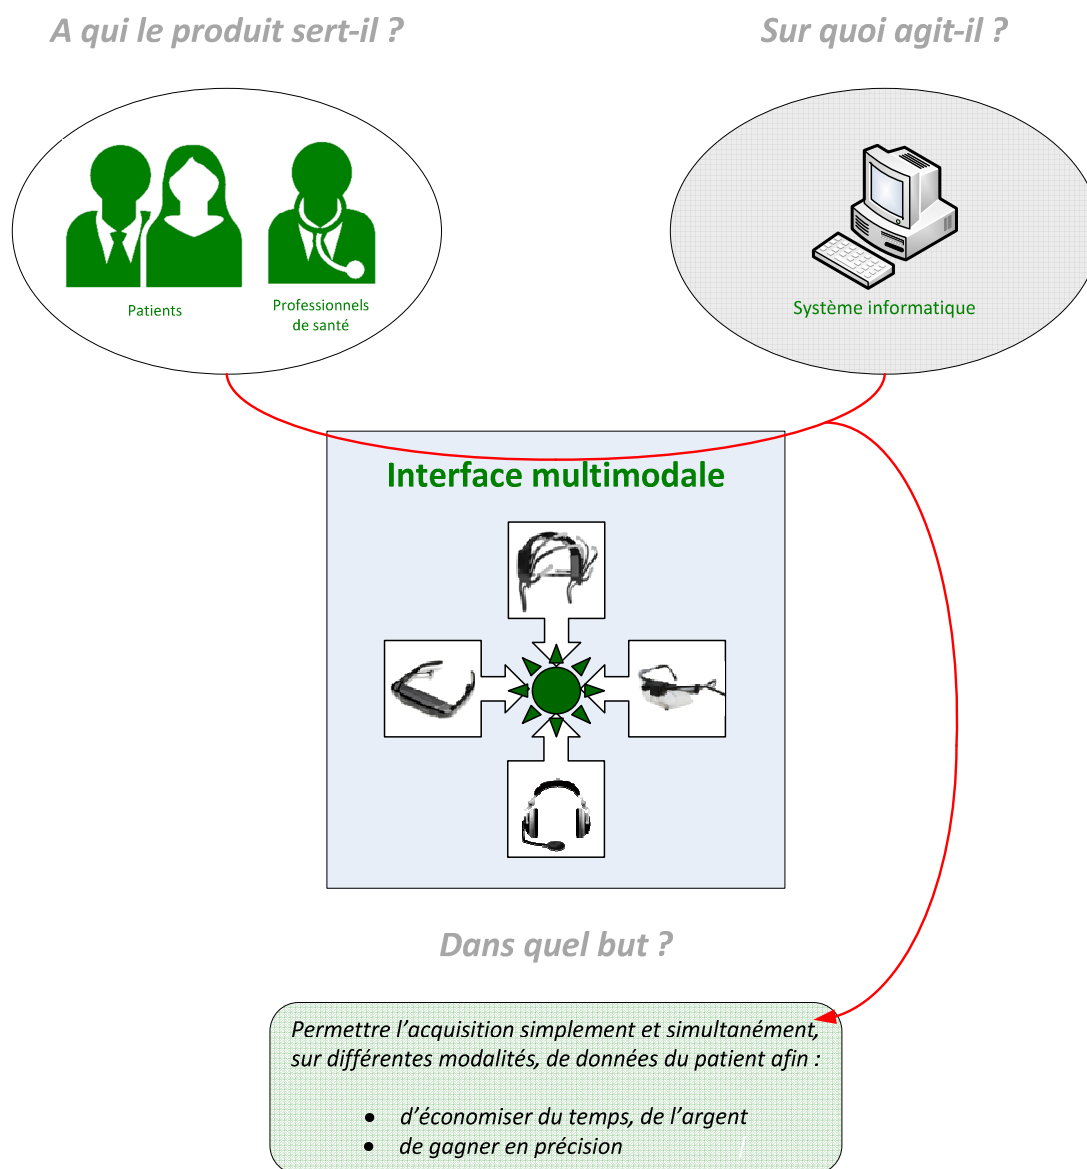 A qui le produit sert-il ?
Sur quoi agit-il ?
Patients
Professionnels
de santé
Système informatique
Interface multimodale
Dans quel but ?
Permettre l’acquisition simplement et simultanément,
sur différentes modalités, de données du patient afin :
• d’économiser du temps, de l’argent
• de gagner en précision